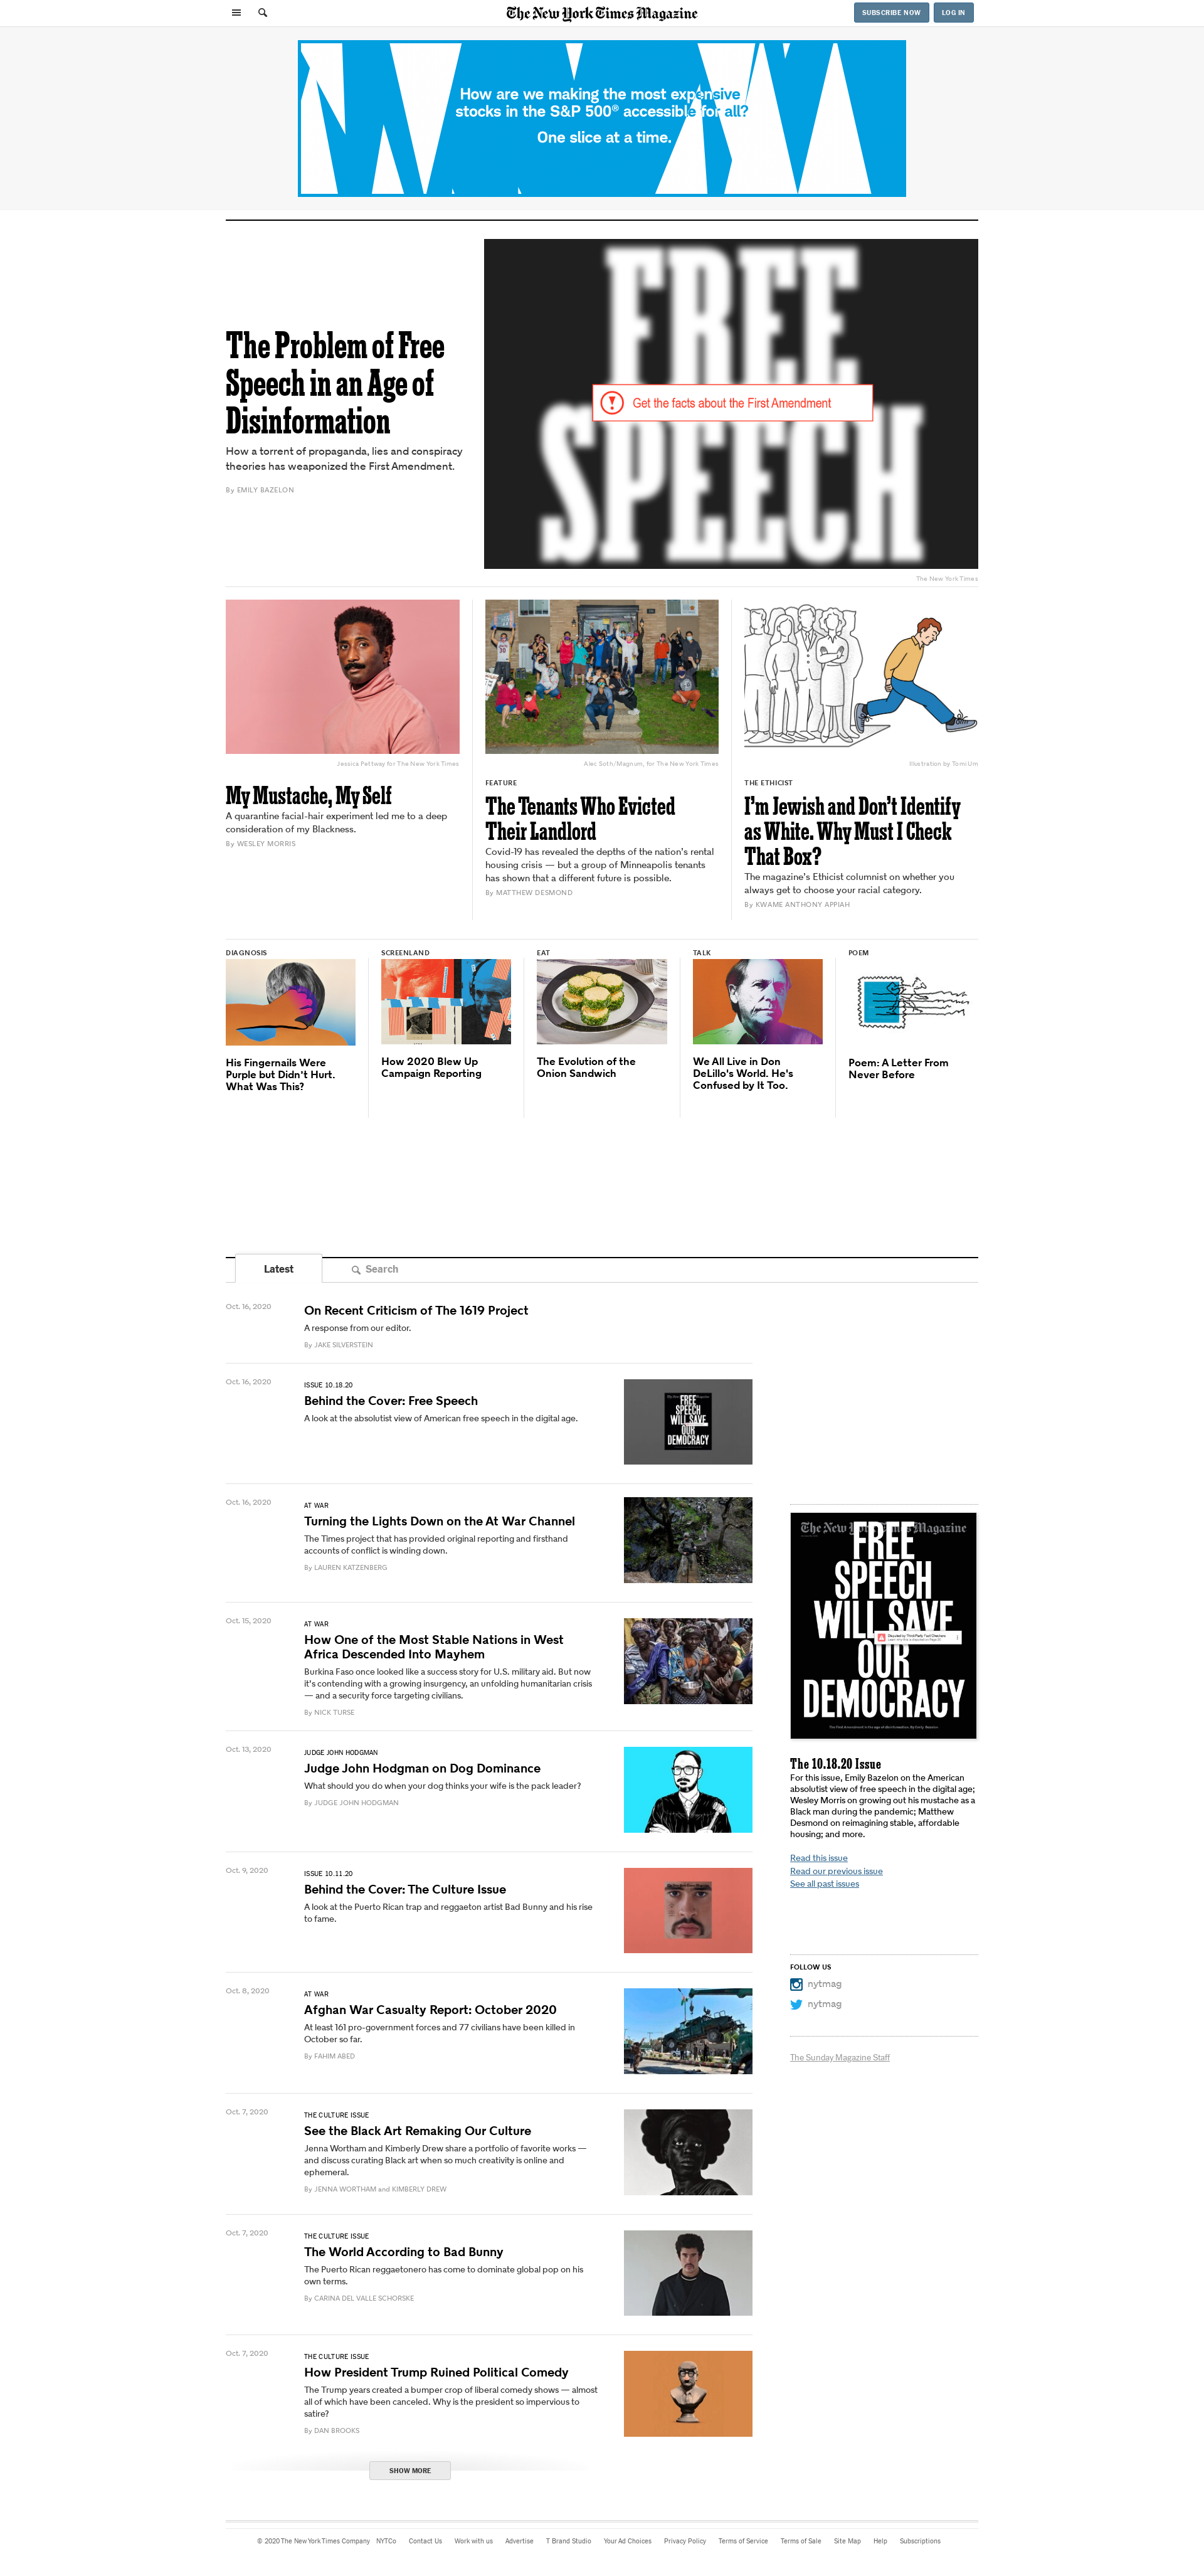 The New York Times Magazine
SUBSCRIBE NOW
LOG IN
How are we making the most expensive
stocks in the S&P 500® accessible for all?
One slice at a time.
The Problem of Free
Speech in an Age of
Disinformation
How a torrent of propaganda, lies and conspiracy
theories has weaponized the First Amendment.
By EMILY BAZELON
FREE
SPEECH
Get the facts about the First Amendment
The New York Times
Jessica Pettway for The New York Times
My Mustache, My Self
A quarantine facial-hair experiment led me to a deep
consideration of my Blackness.
By WESLEY MORRIS
Alec Soth/Magnum, for The New York Times
FEATURE
The Tenants Who Evicted
Their Landlord
Covid-19 has revealed the depths of the nation's rental
housing crisis — but a group of Minneapolis tenants
has shown that a different future is possible.
By MATTHEW DESMOND
Illustration by Tomi Um
THE ETHICIST
I'm Jewish and Don't Identify
as White. Why Must I Check
That Box?
The magazine's Ethicist columnist on whether you
always get to choose your racial category.
By KWAME ANTHONY APPIAH
DIAGNOSIS
His Fingernails Were
Purple but Didn't Hurt.
What Was This?
SCREENLAND
How 2020 Blew Up
Campaign Reporting
EAT
The Evolution of the
Onion Sandwich
TALK
We All Live in Don
DeLillo's World. He's
Confused by It Too.
POEM
Poem: A Letter From
Never Before
Latest
Search
Oct. 16, 2020
On Recent Criticism of The 1619 Project
A response from our editor.
By JAKE SILVERSTEIN
Oct. 16, 2020
ISSUE 10.18.20
Behind the Cover: Free Speech
A look at the absolutist view of American free speech in the digital age.
FREE
SPEECH
WILL SAVE
OUR
DEMOCRACY
Oct. 16, 2020
AT WAR
Turning the Lights Down on the At War Channel
The Times project that has provided original reporting and firsthand
accounts of conflict is winding down.
By LAUREN KATZENBERG
Oct. 15, 2020
AT WAR
How One of the Most Stable Nations in West
Africa Descended Into Mayhem
Burkina Faso once looked like a success story for U.S. military aid. But now
it's contending with a growing insurgency, an unfolding humanitarian crisis
— and a security force targeting civilians.
By NICK TURSE
Oct. 13, 2020
JUDGE JOHN HODGMAN
Judge John Hodgman on Dog Dominance
What should you do when your dog thinks your wife is the pack leader?
By JUDGE JOHN HODGMAN
Oct. 9, 2020
ISSUE 10.11.20
Behind the Cover: The Culture Issue
A look at the Puerto Rican trap and reggaeton artist Bad Bunny and his rise
to fame.
Oct. 8, 2020
AT WAR
Afghan War Casualty Report: October 2020
At least 161 pro-government forces and 77 civilians have been killed in
October so far.
By FAHIM ABED
Oct. 7, 2020
THE CULTURE ISSUE
See the Black Art Remaking Our Culture
Jenna Wortham and Kimberly Drew share a portfolio of favorite works —
and discuss curating Black art when so much creativity is online and
ephemeral.
By JENNA WORTHAM and KIMBERLY DREW
Oct. 7, 2020
THE CULTURE ISSUE
The World According to Bad Bunny
The Puerto Rican reggaetonero has come to dominate global pop on his
own terms.
By CARINA DEL VALLE SCHORSKE
Oct. 7, 2020
THE CULTURE ISSUE
How President Trump Ruined Political Comedy
The Trump years created a bumper crop of liberal comedy shows — almost
all of which have been canceled. Why is the president so impervious to
satire?
By DAN BROOKS
SHOW MORE
The New York Times Magazine
FREE
SPEECH
WILL SAVE
OUR
DEMOCRACY
The 10.18.20 Issue
For this issue, Emily Bazelon on the American
absolutist view of free speech in the digital age;
Wesley Morris on growing out his mustache as a
Black man during the pandemic; Matthew
Desmond on reimagining stable, affordable
housing; and more.
Read this issue
Read our previous issue
See all past issues
FOLLOW US
nytmag
nytmag
The Sunday Magazine Staff
© 2020 The New York Times Company NYTCo Contact Us Work with us Advertise T Brand Studio Your Ad Choices Privacy Policy Terms of Service Terms of Sale Site Map Help Subscriptions